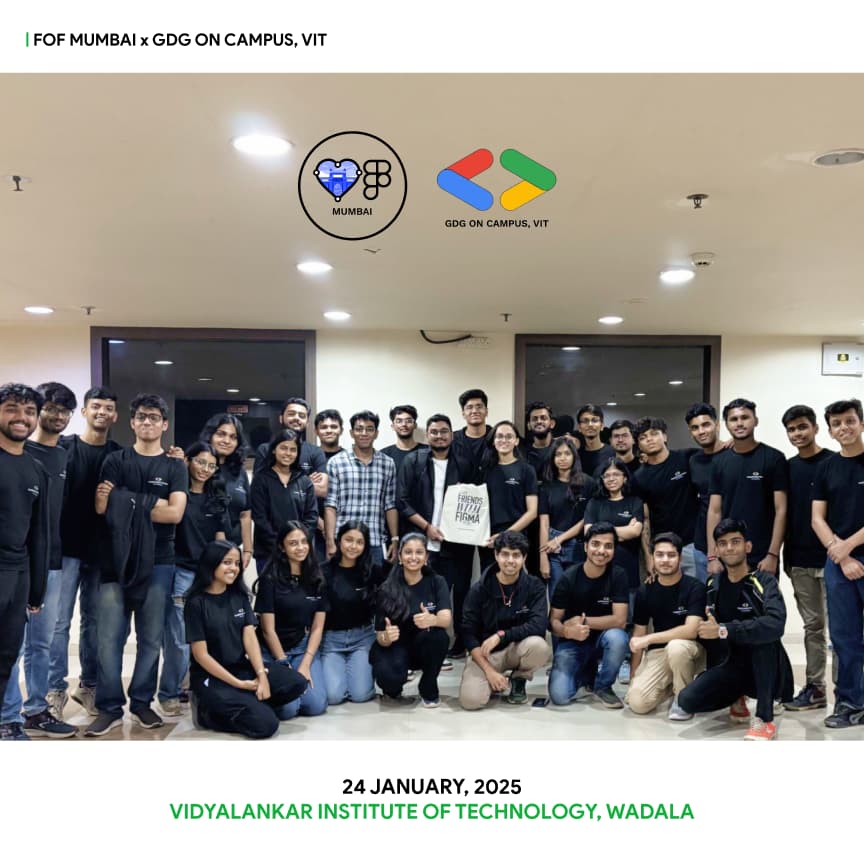 | FOF MUMBAI x GDG ON CAMPUS, VIT
MUMBAI
GDG ON CAMPUS, VIT
FRIENDS
FIGMA
24 JANUARY, 2025
VIDYALANKAR INSTITUTE OF TECHNOLOGY, WADALA